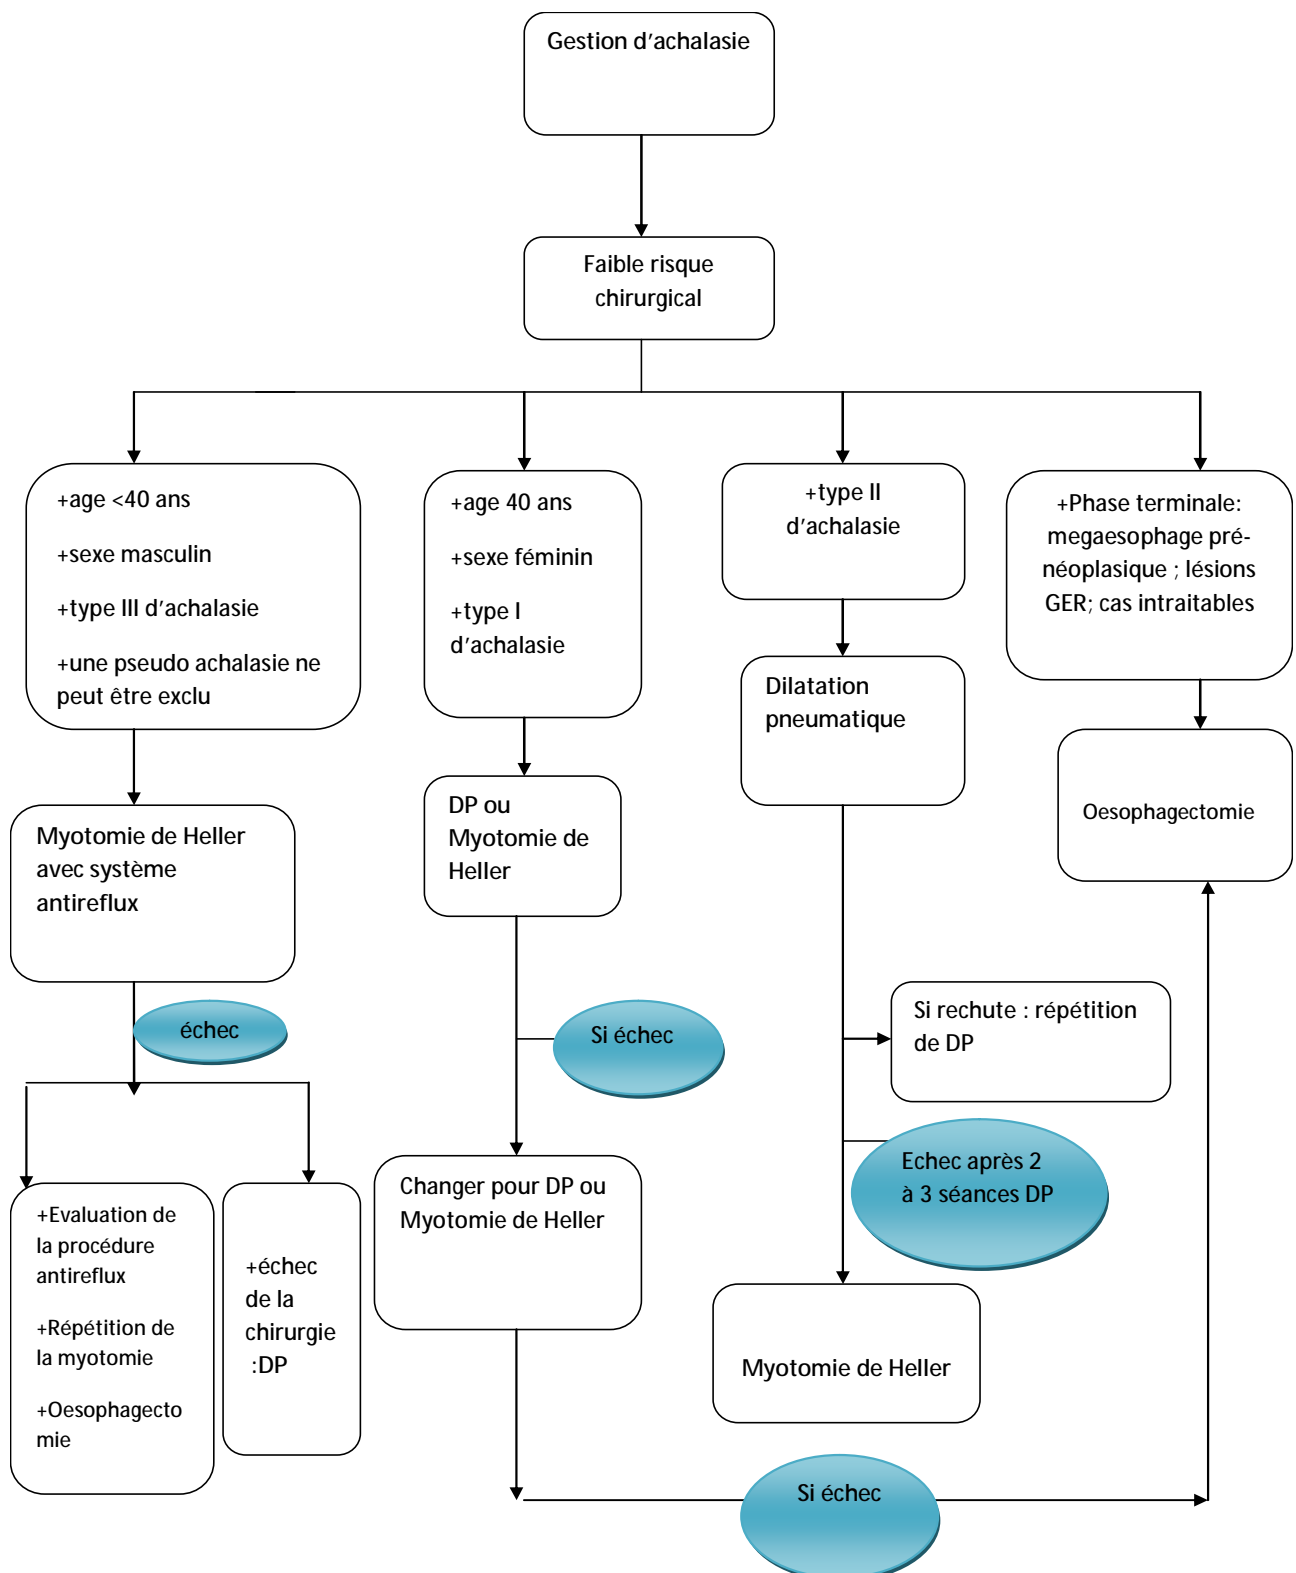 Gestion d'achalasie
Faible risque
chirurgical
+age <40 ans
+sexe masculin
+type III d'achalasie
+une pseudo achalasie ne
peut être exclu
+age 40 ans
+sexe féminin
+type I
d'achalasie
+type II
d'achalasie
+Phase terminale:
megaesophage pré-
néoplasique ; lésions
GER; cas intraitables
Dilatation
pneumatique
Oesophagectomie
DP ou
Myotomie de
Heller
Myotomie de Heller
avec système
antireflux
échec
Si échec
Si rechute : répétition
de DP
Echec après 2
à 3 séances DP
Changer pour DP ou
Myotomie de Heller
+Evaluation de
la procédure
antireflux
+Répétition de
la myotomie
+Oesophagecto
mie
+échec
de la
chirurgie
:DP
Myotomie de Heller
Si échec